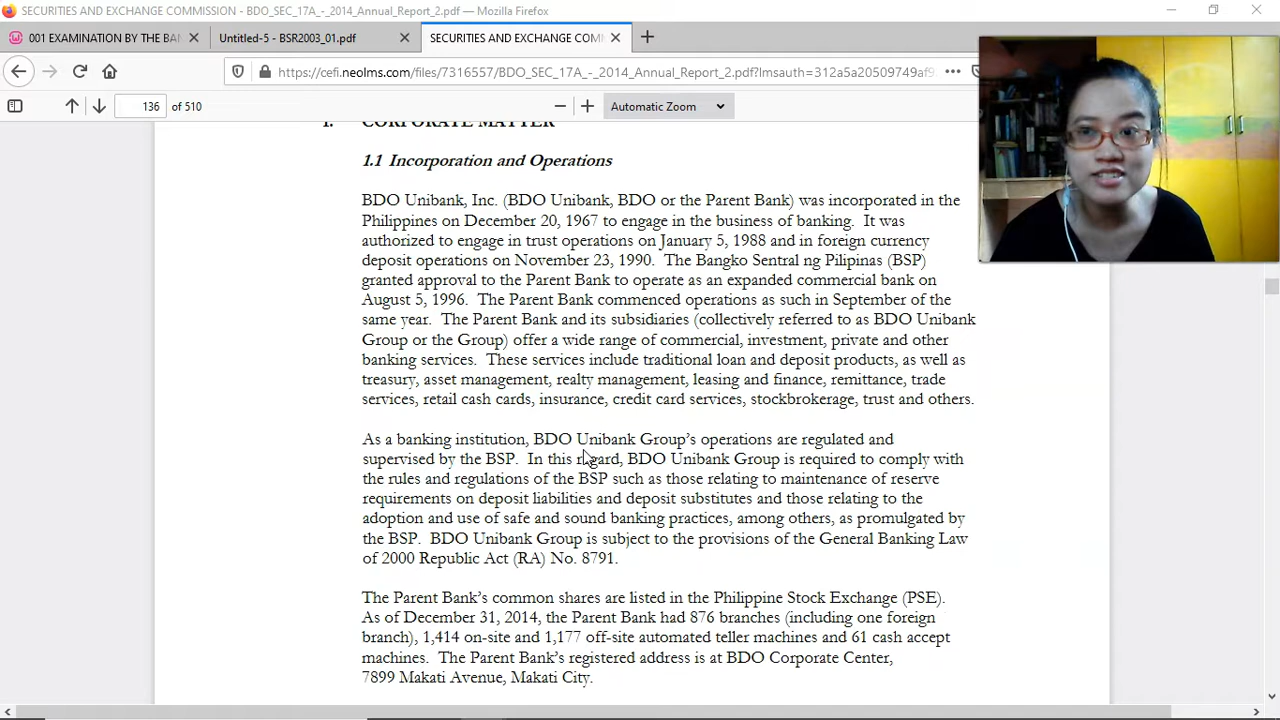 SECURITIES AND EXCHANGE COMMISSION - BDO_SEC_17A_-_2014_Annual_Report_2.pdf — Mozilla Firefox
001 EXAMINATION BY THE BAN
Untitled-5 - BSR2003_01.pdf
SECURITIES AND EXCHANGE COMM
https://cefi.neolms.com/files/7316557/BDO_SEC_17A_-_2014_Annual_Report_2.pdf?lmsauth=312a5a20509749af9
136 of 510
Automatic Zoom
1. CORPORATE MATTER
1.1 Incorporation and Operations
BDO Unibank, Inc. (BDO Unibank, BDO or the Parent Bank) was incorporated in the
Philippines on December 20, 1967 to engage in the business of banking. It was
authorized to engage in trust operations on January 5, 1988 and in foreign currency
deposit operations on November 23, 1990. The Bangko Sentral ng Pilipinas (BSP)
granted approval to the Parent Bank to operate as an expanded commercial bank on
August 5, 1996. The Parent Bank commenced operations as such in September of the
same year. The Parent Bank and its subsidiaries (collectively referred to as BDO Unibank
Group or the Group) offer a wide range of commercial, investment, private and other
banking services. These services include traditional loan and deposit products, as well as
treasury, asset management, realty management, leasing and finance, remittance, trade
services, retail cash cards, insurance, credit card services, stockbrokerage, trust and others.
As a banking institution, BDO Unibank Group's operations are regulated and
supervised by the BSP. In this regard, BDO Unibank Group is required to comply with
the rules and regulations of the BSP such as those relating to maintenance of reserve
requirements on deposit liabilities and deposit substitutes and those relating to the
adoption and use of safe and sound banking practices, among others, as promulgated by
the BSP. BDO Unibank Group is subject to the provisions of the General Banking Law
of 2000 Republic Act (RA) No. 8791.
The Parent Bank's common shares are listed in the Philippine Stock Exchange (PSE).
As of December 31, 2014, the Parent Bank had 876 branches (including one foreign
branch), 1,414 on-site and 1,177 off-site automated teller machines and 61 cash accept
machines. The Parent Bank's registered address is at BDO Corporate Center,
7899 Makati Avenue, Makati City.